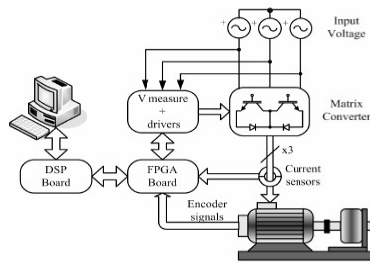 Input
Voltage
+
+
+
V measure
+
drivers
Matrix
Converter
x3
Current
sensors
DSP
Board
FPGA
Board
Encoder
signals